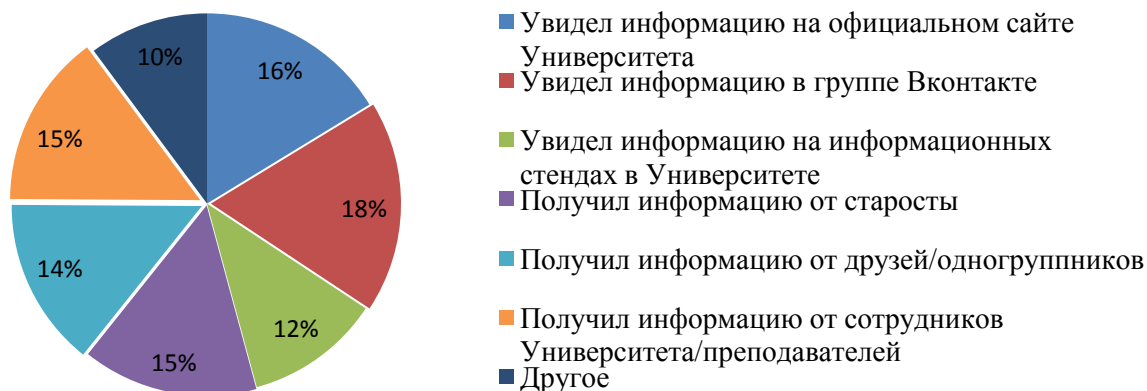 10%
16%
15%
18%
14%
12%
15%
Увидел информацию на официальном сайте
Университета
Увидел информацию в группе Вконтакте
Увидел информацию на информационных
стендах в Университете
Получил информацию от старосты
Получил информацию от друзей/одногруппников
Получил информацию от сотрудников
Университета/преподавателей
Другое